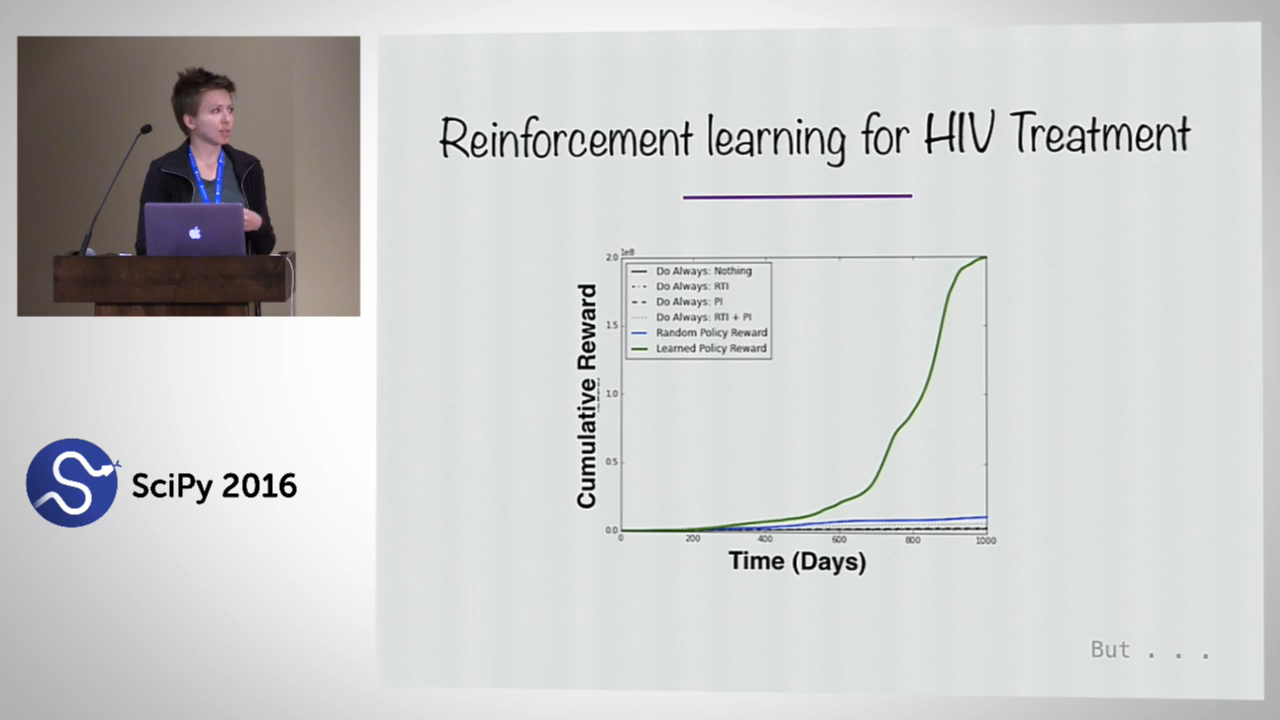 Reinforcement learning for HIV Treatment
2.0
1e8
Do Always: Nothing
Do Always: RTI
Do Always: PI
Do Always: RTI + PI
Random Policy Reward
Learned Policy Reward
1.5
1.0
0.5
0.0
Cumulative Reward
0
200
400
600
800
1000
Time (Days)
SciPy 2016
But . . .